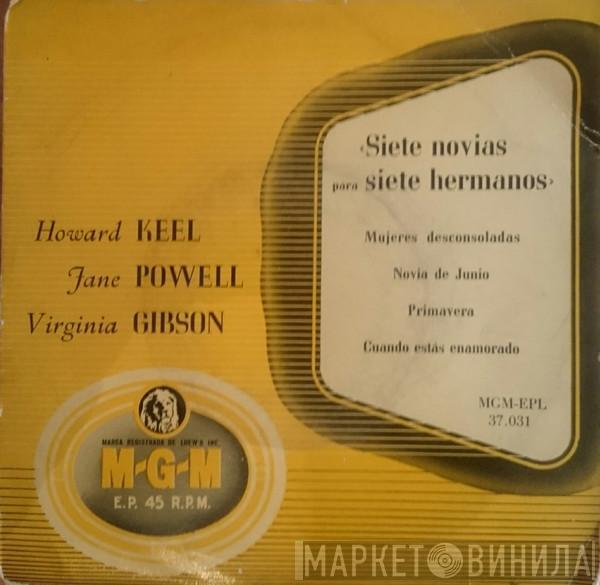 «Siete novias
para siete hermanos»
Mujeres desconsoladas
Novia de Junio
Primavera
Cuando estás enamorado
MGM-EPL
37.031
Howard KEEL
Jane POWELL
Virginia GIBSON
MARCA REGISTRADA DE LOEW'S INC.
M-G-M
E.P. 45 R.P.M.
МАРКЕТ ВИНИЛА